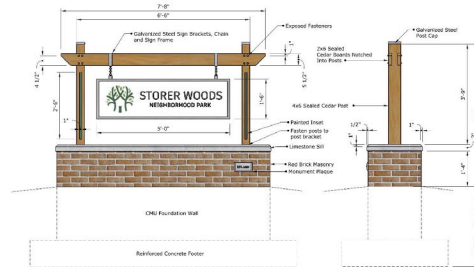 7'-8"
6'-6"
Galvanized Steel Sign Brackets, Chain
and Sign Frame
Exposed Fasteners
1"
4 1/2"
5 1/2"
2'-6"
1'-6"
STORER WOODS
NEIGHBORHOOD PARK
5'-0"
1"
Painted Inset
Fasten posts to
post bracket
Limestone Sill
Red Brick Masonry
Monument Plaque
CMU Foundation Wall
Reinforced Concrete Footer
Galvanized Steel
Post Cap
2x6 Sealed
Cedar Boards Notched
Into Posts
4x6 Sealed Cedar Post
3'-9"
1/2"
1"
1"
1'-4"